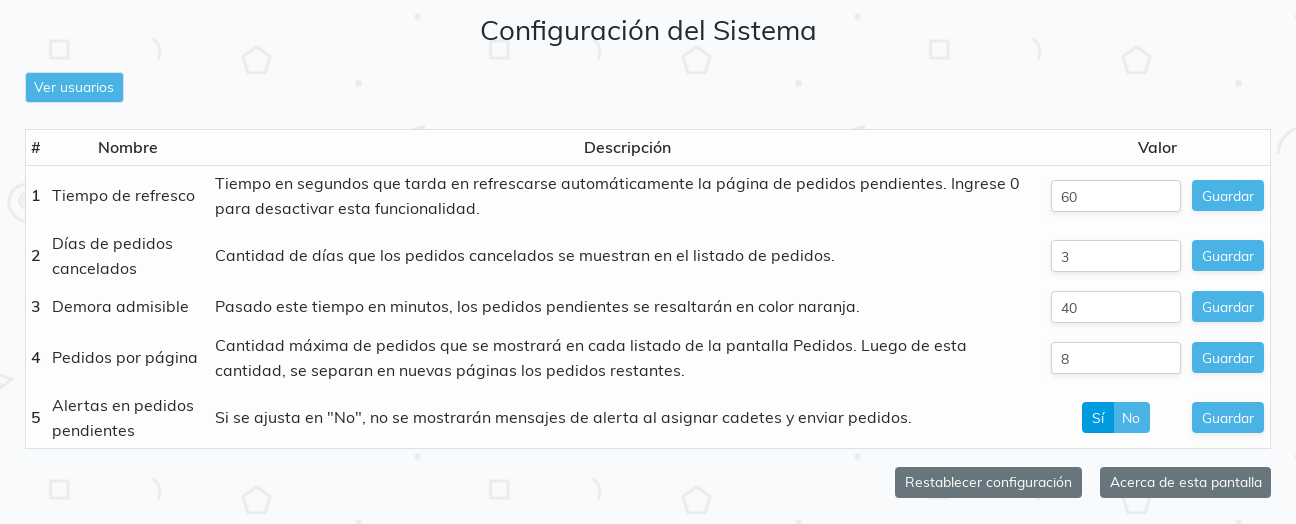 Configuración del Sistema
Ver usuarios
# Nombre Descripción Valor
1 Tiempo de refresco Tiempo en segundos que tarda en refrescarse automáticamente la página de pedidos pendientes. Ingrese 0
para desactivar esta funcionalidad. 60 Guardar
2 Días de pedidos
cancelados Cantidad de días que los pedidos cancelados se muestran en el listado de pedidos. 3 Guardar
3 Demora admisible Pasado este tiempo en minutos, los pedidos pendientes se resaltarán en color naranja. 40 Guardar
4 Pedidos por página Cantidad máxima de pedidos que se mostrará en cada listado de la pantalla Pedidos. Luego de esta
cantidad, se separan en nuevas páginas los pedidos restantes. 8 Guardar
5 Alertas en pedidos
pendientes Si se ajusta en "No", no se mostrarán mensajes de alerta al asignar cadetes y enviar pedidos. Sí No Guardar
Restablecer configuración Acerca de esta pantalla